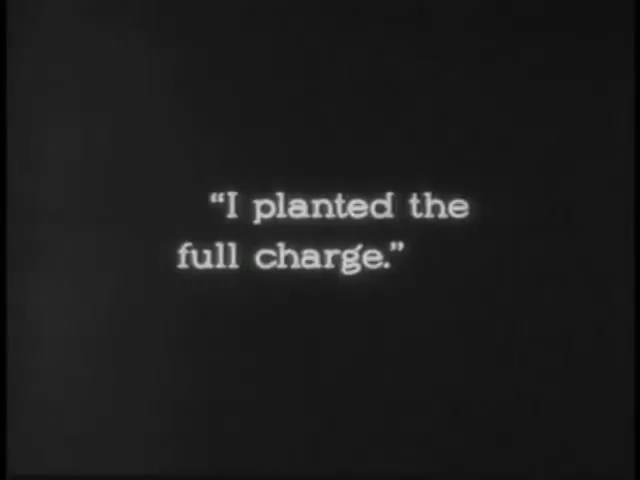 “I planted the
full charge.”